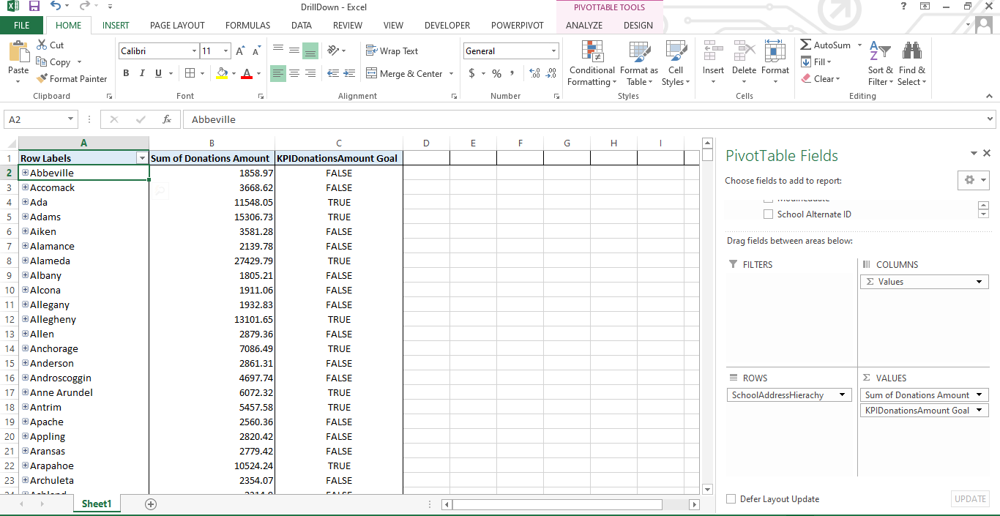 DrillDown - Excel
PIVOTTABLE TOOLS
?
FILE HOME INSERT PAGE LAYOUT FORMULAS DATA REVIEW VIEW DEVELOPER POWERPIVOT ANALYZE DESIGN
Paste
Cut
Copy
Format Painter
Clipboard
Calibri 11
B I U
Font
Wrap Text
Merge & Center
Alignment
General
$ % ,
Number
Conditional Formatting
Format as Table
Cell Styles
Styles
Insert Delete Format
Cells
AutoSum
Fill
Clear
Sort & Filter
Find & Select
Editing
A2 fx Abbeville
A B C D E F G H I
1 Row Labels Sum of Donations Amount KPIDonationsAmount Goal
2 Abbeville 1858.97 FALSE
3 Accomack 3668.62 FALSE
4 Ada 11548.05 TRUE
5 Adams 15306.73 TRUE
6 Aiken 3581.28 FALSE
7 Alamance 2139.78 FALSE
8 Alameda 27429.79 TRUE
9 Albany 1805.21 FALSE
10 Alcona 1911.06 FALSE
11 Allegany 1932.83 FALSE
12 Allegheny 13101.65 TRUE
13 Allen 2879.36 FALSE
14 Anchorage 7086.49 TRUE
15 Anderson 2861.31 FALSE
16 Androscoggin 4697.74 FALSE
17 Anne Arundel 6072.32 TRUE
18 Antrim 5457.58 TRUE
19 Apache 2560.36 FALSE
20 Appling 2820.42 FALSE
21 Aransas 2779.42 FALSE
22 Arapahoe 10524.24 TRUE
23 Archuleta 2354.07 FALSE
Sheet1
PivotTable Fields
Choose fields to add to report:
School Alternate ID
Drag fields between areas below:
FILTERS
COLUMNS
Σ Values
ROWS
SchoolAddressHierachy
Σ VALUES
Sum of Donations Amount
KPIDonationsAmount Goal
Defer Layout Update
UPDATE